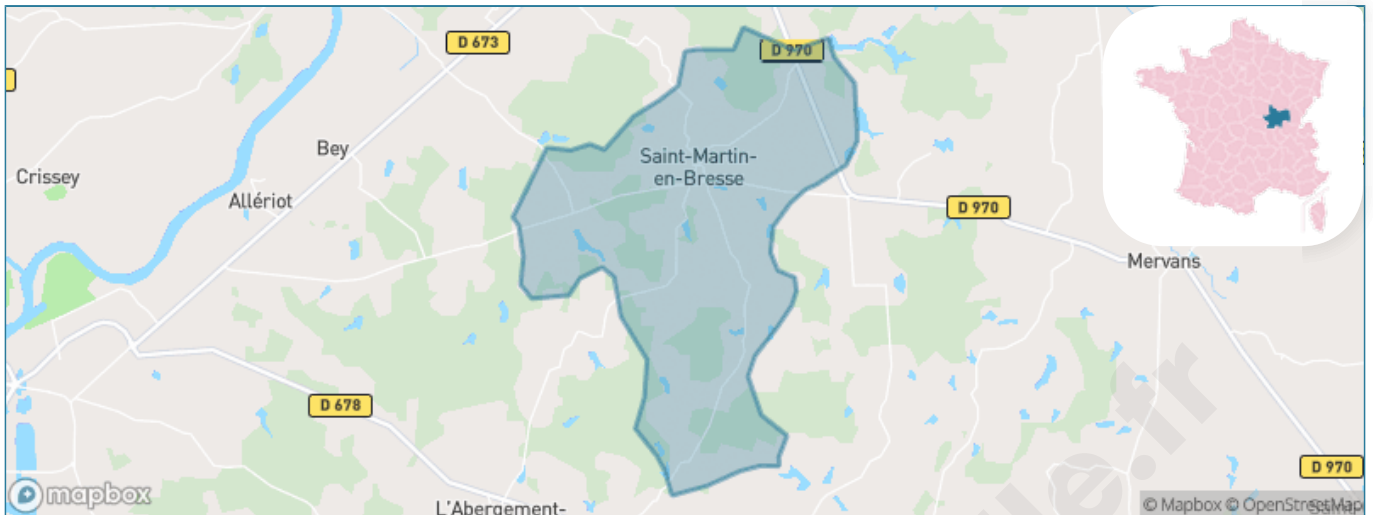 D 673
D 970
Bey
Saint-Martin-
en-Bresse
Crissey
Allériot
D 970
Mervans
D 678
D 970
mapbox
L'Abergement-
© Mapbox © OpenStreetMap